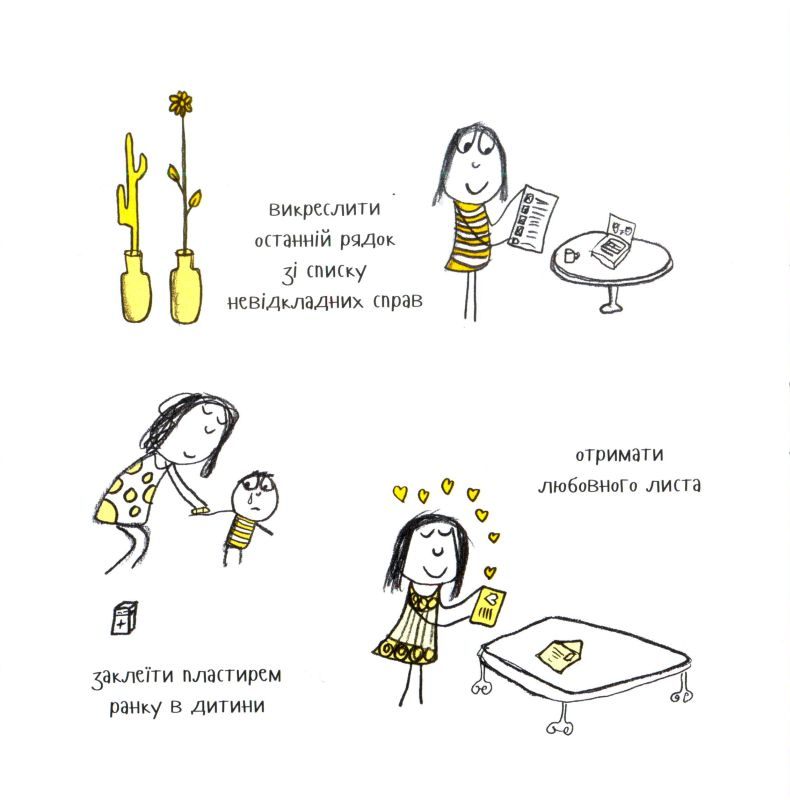 викреслити
останній рядок
зі списку
невідкладних справ
отримати
любовного листа
заклеїти пластирем
ранку в дитини